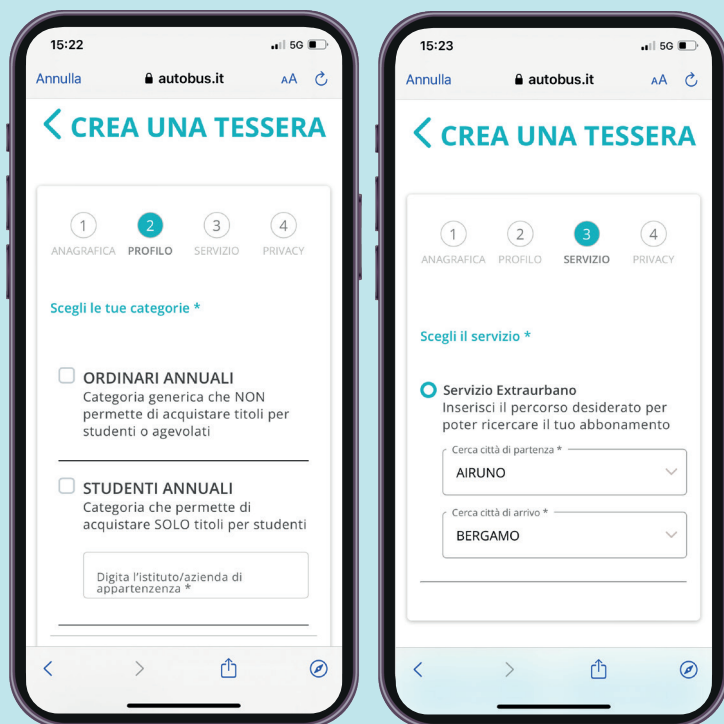 15:22
5G
Annulla
autobus.it
AA
CREA UNA TESSERA
1
2
3
4
ANAGRAFICA
PROFILO
SERVIZIO
PRIVACY
Scegli le tue categorie *
ORDINARI ANNUALI
Categoria generica che NON
permette di acquistare titoli per
studenti o agevolati
STUDENTI ANNUALI
Categoria che permette di
acquistare SOLO titoli per studenti
Digita l'istituto/azienda di
appartenzenza *
15:23
5G
Annulla
autobus.it
AA
CREA UNA TESSERA
1
2
3
4
ANAGRAFICA
PROFILO
SERVIZIO
PRIVACY
Scegli il servizio *
Servizio Extraurbano
Inserisci il percorso desiderato per
poter ricercare il tuo abbonamento
Cerca città di partenza *
AIRUNO
Cerca città di arrivo *
BERGAMO